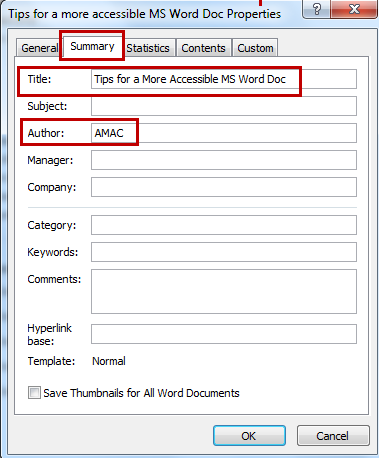 Tips for a more accessible MS Word Doc Properties
?
General Summary Statistics Contents Custom
Title: Tips for a More Accessible MS Word Doc
Subject:
Author: AMAC
Manager:
Company:
Category:
Keywords:
Comments:
Hyperlink
base:
Template: Normal
Save Thumbnails for All Word Documents
OK Cancel